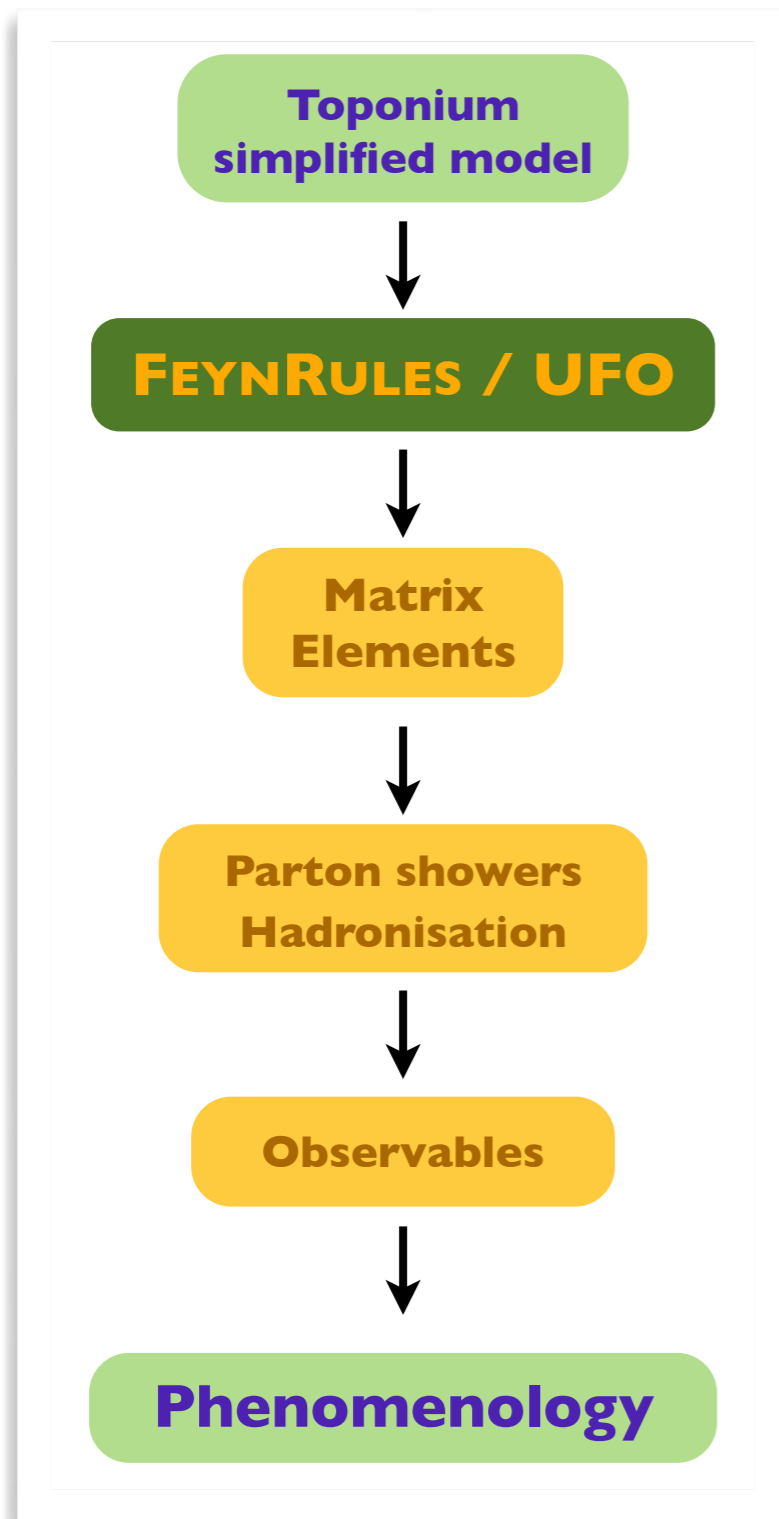 Toponium
simplified model
FEYNRULES / UFO
Matrix
Elements
Parton showers
Hadronisation
Observables
Phenomenology